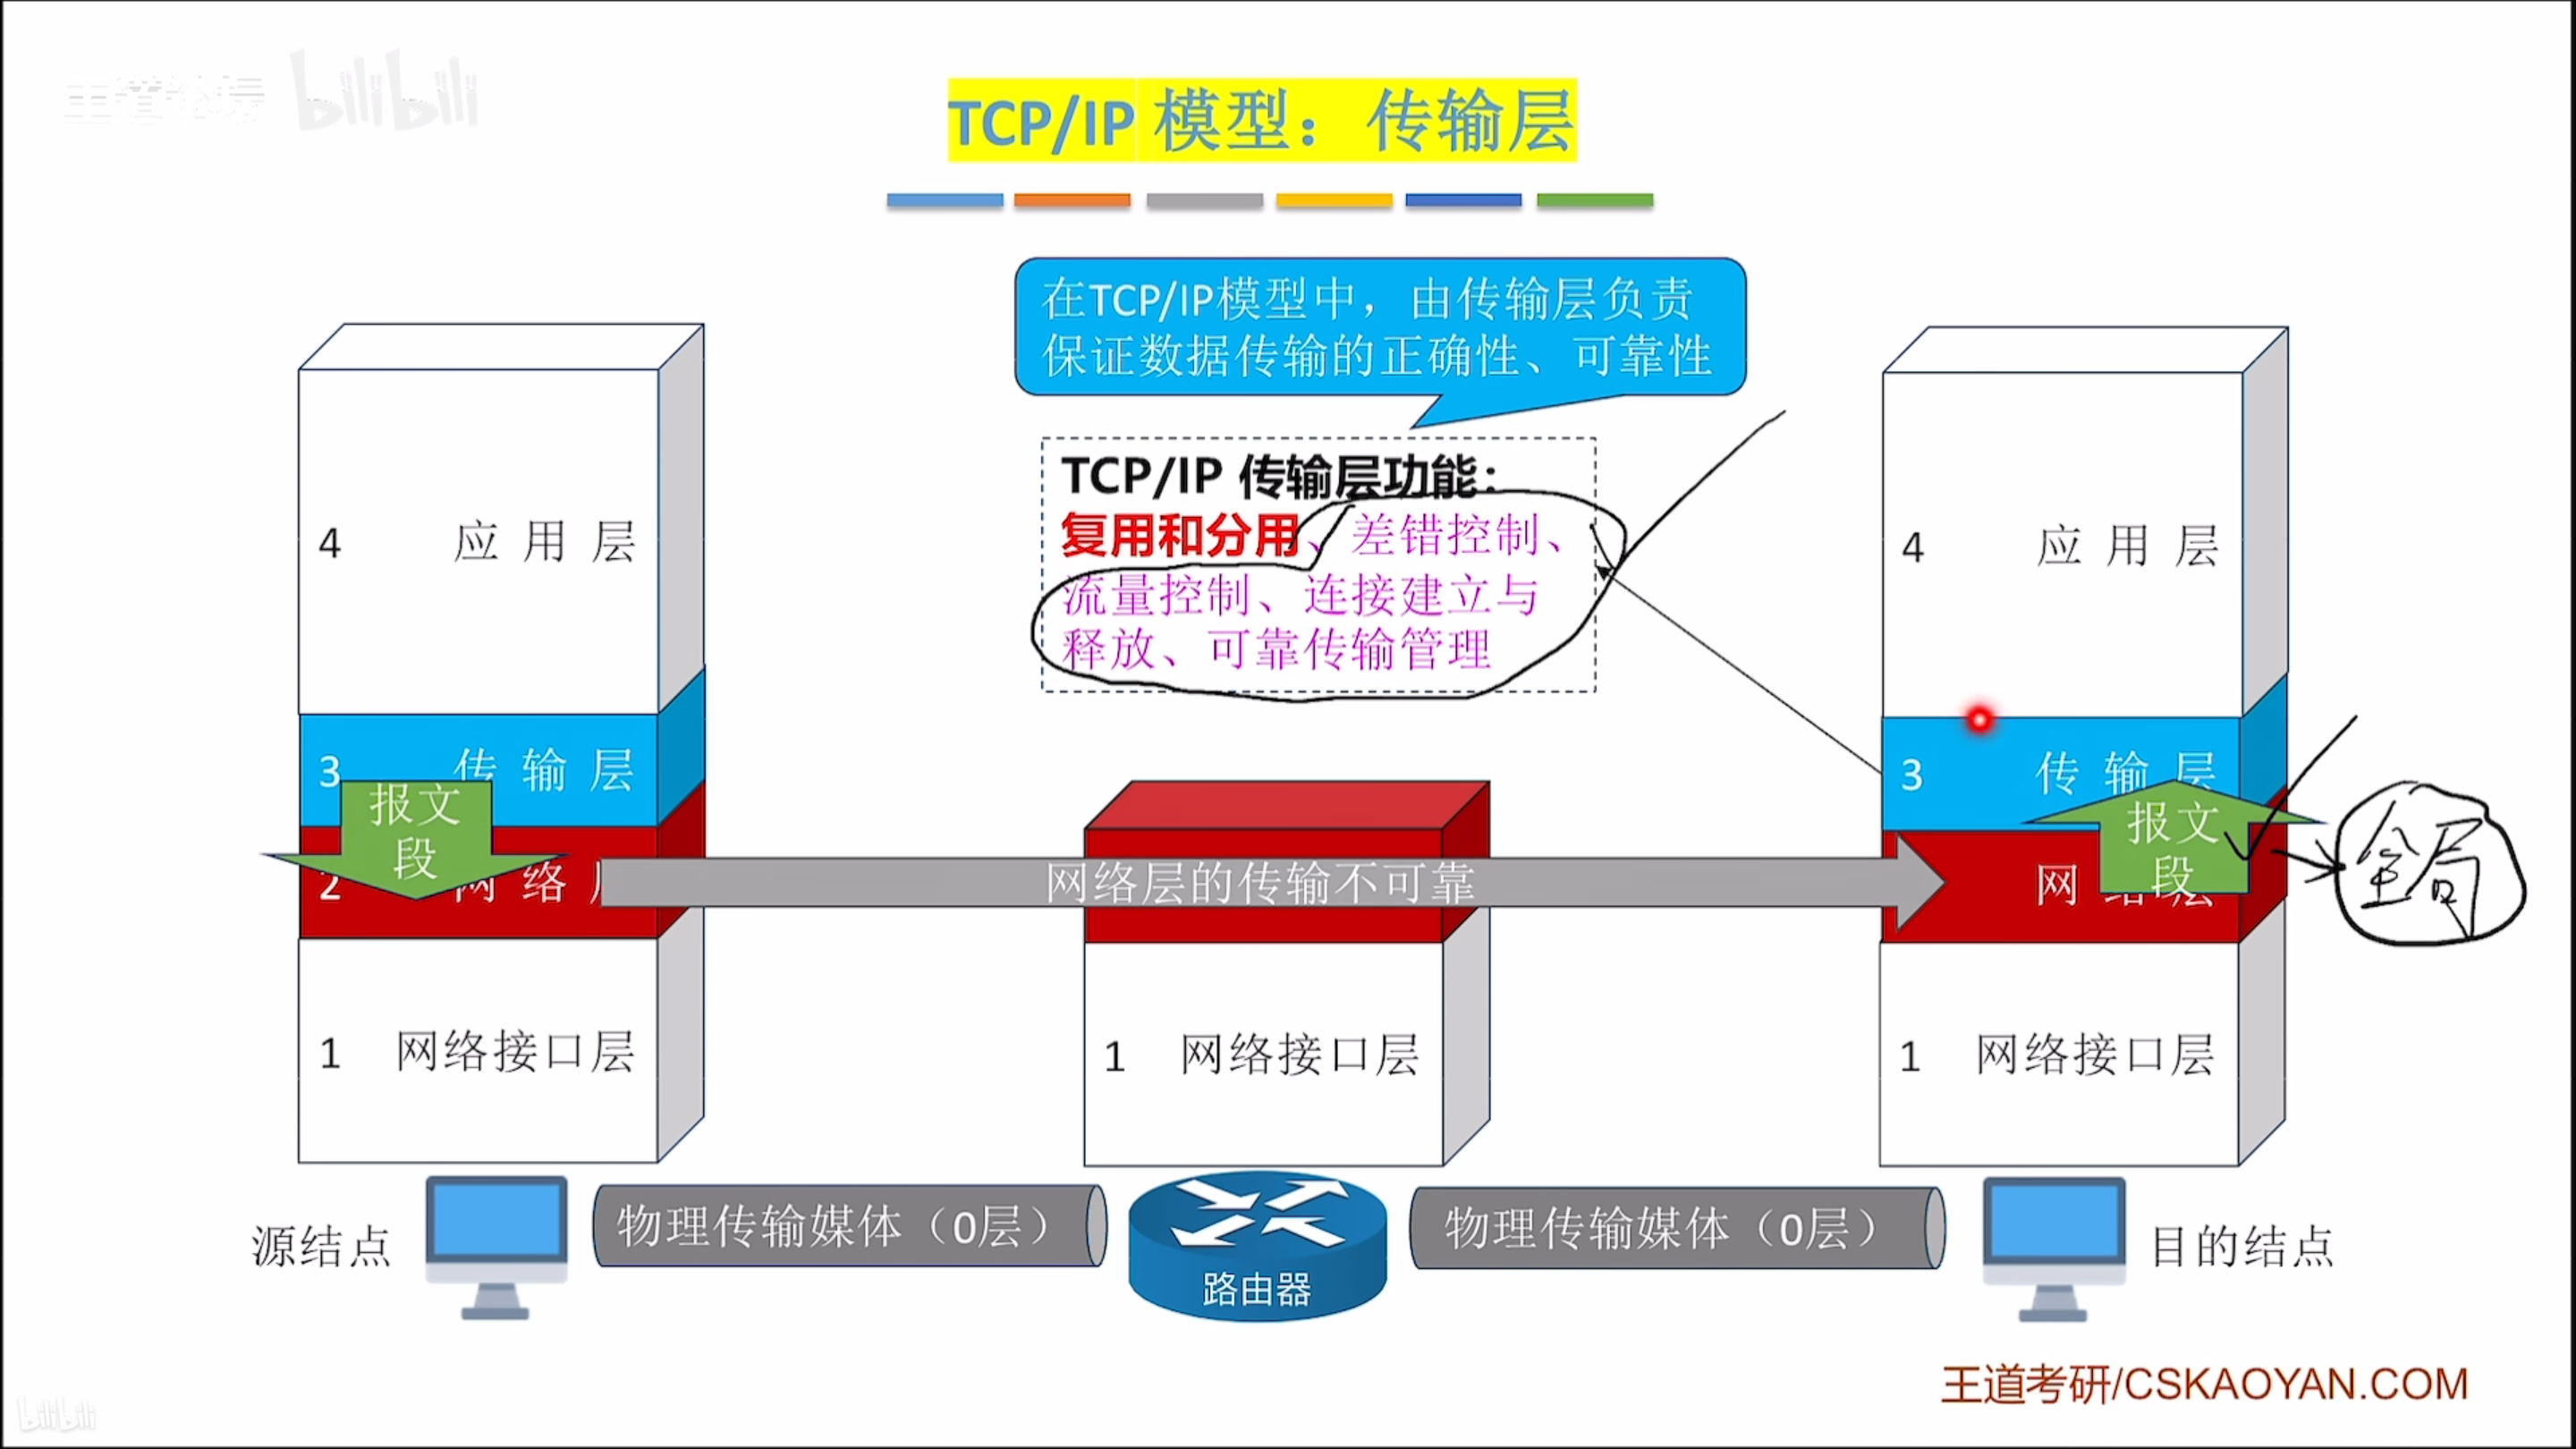 王道论坛 bilibili
TCP/IP 模型：传输层
在TCP/IP模型中，由传输层负责
保证数据传输的正确性、可靠性
TCP/IP 传输层功能：
复用和分用、差错控制、
流量控制、连接建立与
释放、可靠传输管理
4 应用层
3 传输层
报文
段
2 网络层
1 网络接口层
网络层的传输不可靠
1 网络接口层
4 应用层
3 传输层
报文
段
网络层
全局
1 网络接口层
源结点
物理传输媒体（0层）
路由器
物理传输媒体（0层）
目的结点
王道考研/CSKAOYAN.COM
bilibili